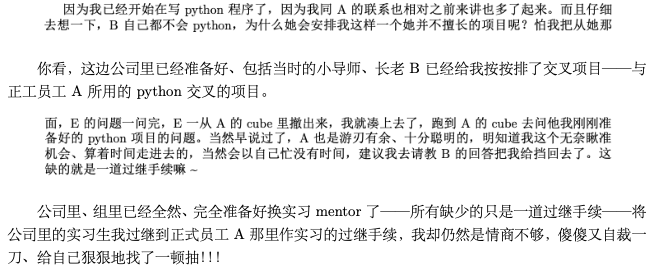 因为我已经开始在写 python 程序了，因为我同 A 的联系也相对之前来讲也多了起来。而且仔细
去想一下，B 自己都不会 python，为什么她会安排我这样一个她并不擅长的项目呢？怕我把从她那
你看，这边公司里已经准备好、包括当时的小导师、长老 B 已经给我按按排了交叉项目——与
正工员工 A 所用的 python 交叉的项目。
面，E 的问题一问完，E 一从 A 的 cube 里撤出来，我就凑上去了，跑到 A 的 cube 去问他我刚刚准
备好的 python 项目的问题。当然早说过了，A 也是游刃有余、十分聪明的，明知道我这个无奈瞅准
机会、算着时间走进去的，当然会以自己忙没有时间，建议我去请教 B 的回答把我给挡回去了。这
缺的就是一道过继手续嘛 ~
公司里、组里已经全然、完全准备好换实习 mentor 了——所有缺少的只是一道过继手续——将
公司里的实习生我过继到正式员工 A 那里作实习的过继手续，我却仍然是情商不够，傻傻又自裁一
刀、给自己狠狠地找了一顿抽!!!